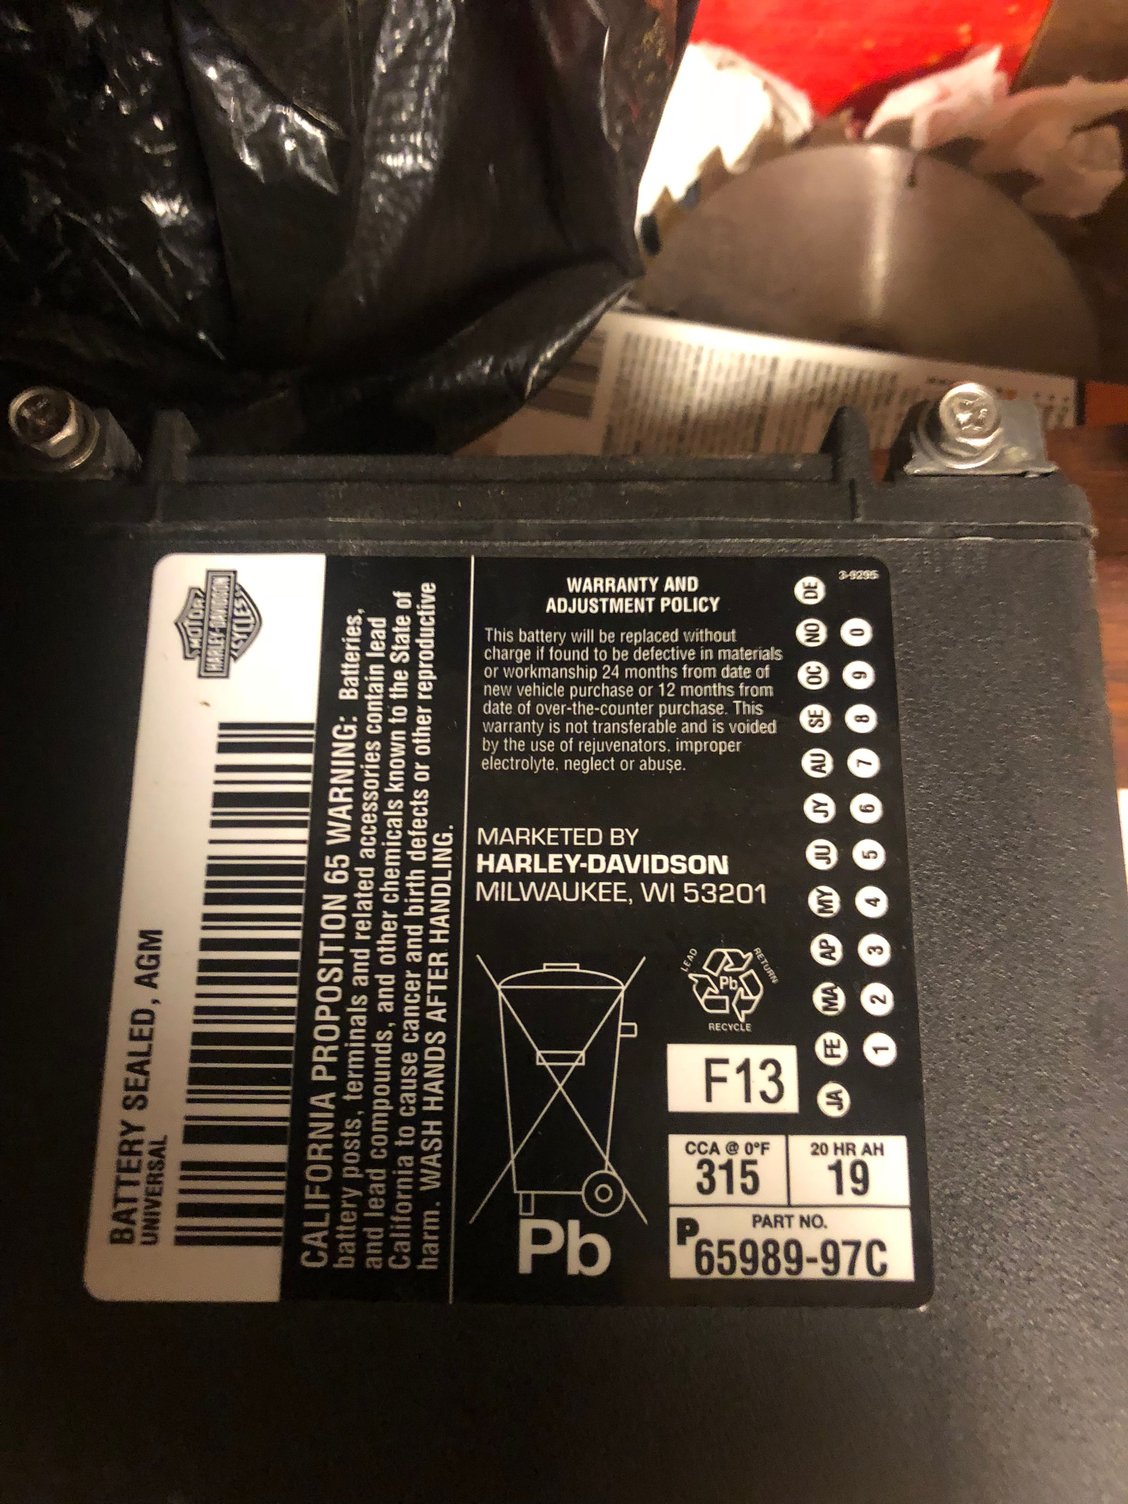 MOTOR
HARLEY-DAVIDSON
CYCLES
BATTERY SEALED, AGM
UNIVERSAL
CALIFORNIA PROPOSITION 65 WARNING: Batteries,
battery posts, terminals and related accessories contain lead
and lead compounds, and other chemicals known to the State of
California to cause cancer and birth defects or other reproductive
harm. WASH HANDS AFTER HANDLING.
WARRANTY AND
ADJUSTMENT POLICY
This battery will be replaced without
charge if found to be defective in materials
or workmanship 24 months from date of
new vehicle purchase or 12 months from
date of over-the-counter purchase. This
warranty is not transferable and is voided
by the use of rejuvenators, improper
electrolyte, neglect or abuse.
MARKETED BY
HARLEY-DAVIDSON
MILWAUKEE, WI 53201
Pb
LEAD
RETURN
Pb
RECYCLE
F13
CCA @ 0°F
315
20 HR AH
19
PART NO.
P 65989-97C
3-9295
DE
NO 0
OC 9
SE 8
AU 7
JY 6
JU 5
MY 4
AP 3
MA 2
FE 1
JA